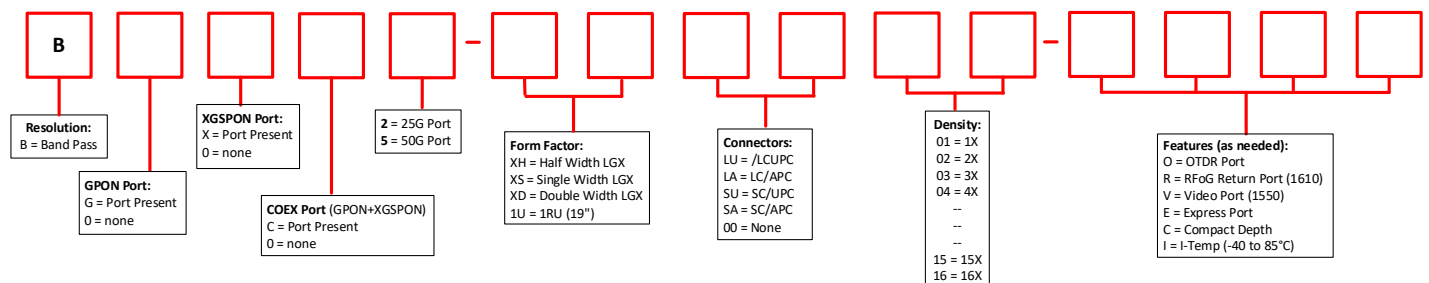 B
–
–
Resolution:
B = Band Pass
GPON Port:
G = Port Present
0 = none
XGSPON Port:
X = Port Present
0 = none
COEX Port (GPON+XGSPON)
C = Port Present
0 = none
2 = 25G Port
5 = 50G Port
Form Factor:
XH = Half Width LGX
XS = Single Width LGX
XD = Double Width LGX
1U = 1RU (19")
Connectors:
LU = /LCUPC
LA = LC/APC
SU = SC/UPC
SA = SC/APC
00 = None
Density:
01 = 1X
02 = 2X
03 = 3X
04 = 4X
--
--
--
15 = 15X
16 = 16X
Features (as needed):
O = OTDR Port
R = RFoG Return Port (1610)
V = Video Port (1550)
E = Express Port
C = Compact Depth
I = I-Temp (-40 to 85°C)